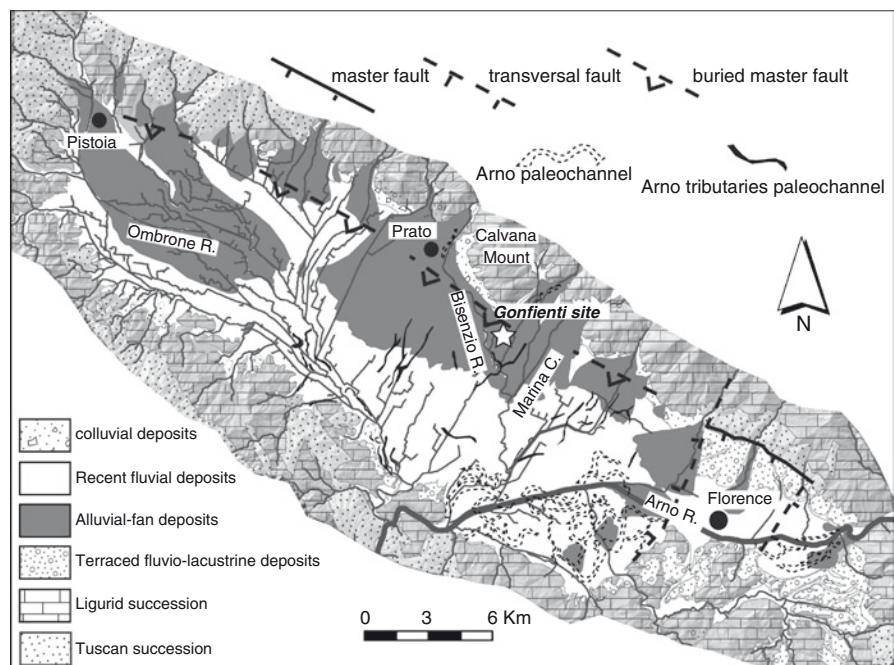 master fault
transversal fault
buried master fault
Pistoia
Arno paleochannel
Arno tributaries paleochannel
Ombrone R.
Prato
Calvana
Mount
Bisenzio R.
Gonfienti site
Marina C.
N
Arno R.
Florence
colluvial deposits
Recent fluvial deposits
Alluvial-fan deposits
Terraced fluvio-lacustrine deposits
Ligurid succession
Tuscan succession
0 3 6 Km